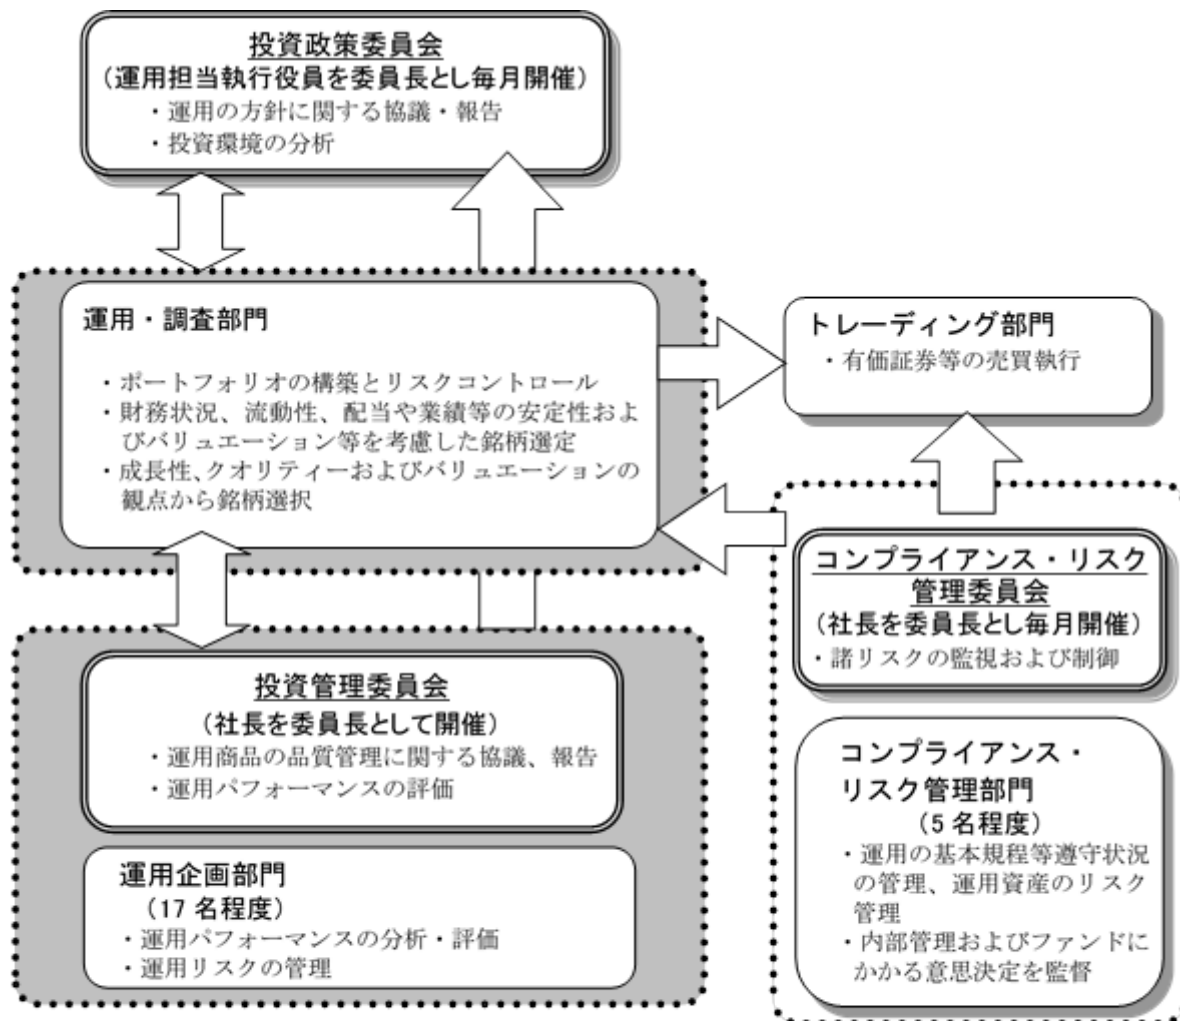 投資政策委員会
（運用担当執行役員を委員長とし毎月開催）
・運用の方針に関する協議・報告
・投資環境の分析
運用・調査部門
・ポートフォリオの構築とリスクコントロール
・財務状況、流動性、配当や業績等の安定性およ
びバリュエーション等を考慮した銘柄選定
・成長性、クオリティーおよびバリュエーションの
観点から銘柄選択
トレーディング部門
・有価証券等の売買執行
投資管理委員会
（社長を委員長として開催）
・運用商品の品質管理に関する協議、報告
・運用パフォーマンスの評価
運用企画部門
（17 名程度）
・運用パフォーマンスの分析・評価
・運用リスクの管理
コンプライアンス・リスク
管理委員会
（社長を委員長とし毎月開催）
・諸リスクの監視および制御
コンプライアンス・
リスク管理部門
（5 名程度）
・運用の基本規程等遵守状況
の管理、運用資産のリスク
管理
・内部管理およびファンドに
かかる意思決定を監督